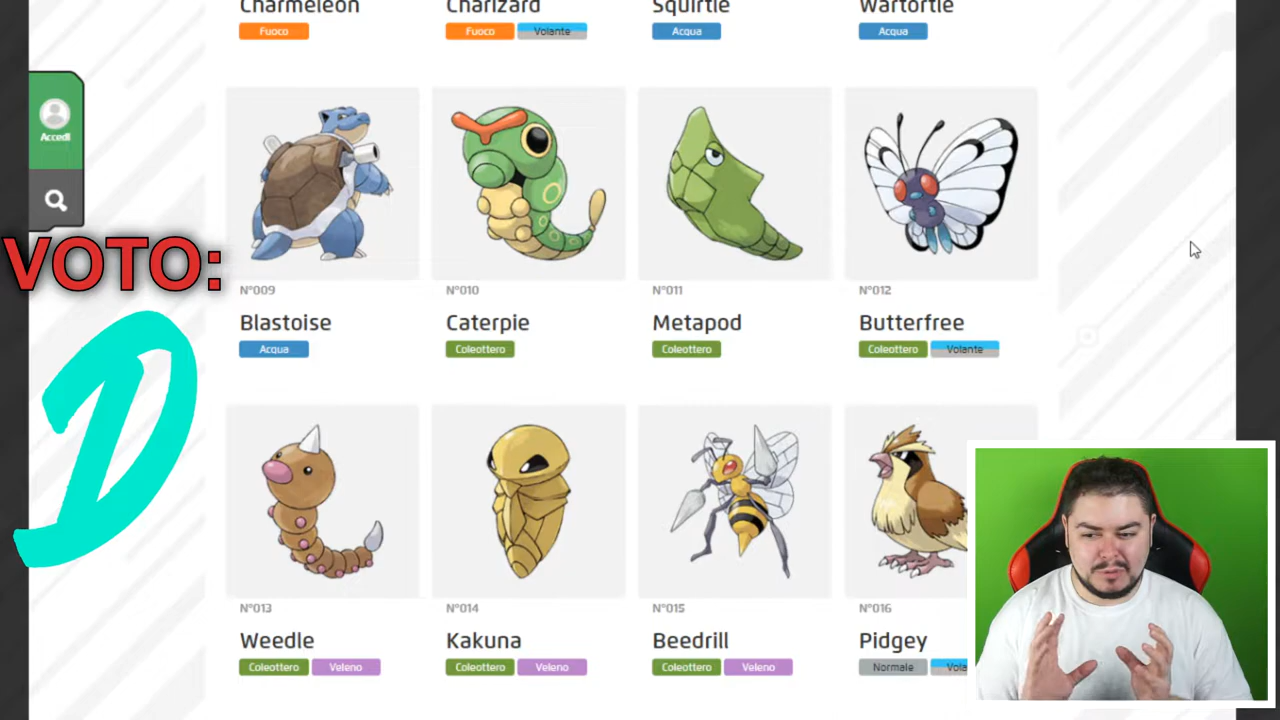 Charmeleon Charizard Squirtle Wartortle
Fuoco Fuoco Volante Acqua Acqua
Accedi
VOTO:
D
N°009 N°010 N°011 N°012
Blastoise Caterpie Metapod Butterfree
Acqua Coleottero Coleottero Coleottero Volante
N°013 N°014 N°015 N°016
Weedle Kakuna Beedrill Pidgey
Coleottero Veleno Coleottero Veleno Coleottero Veleno Normale Vola